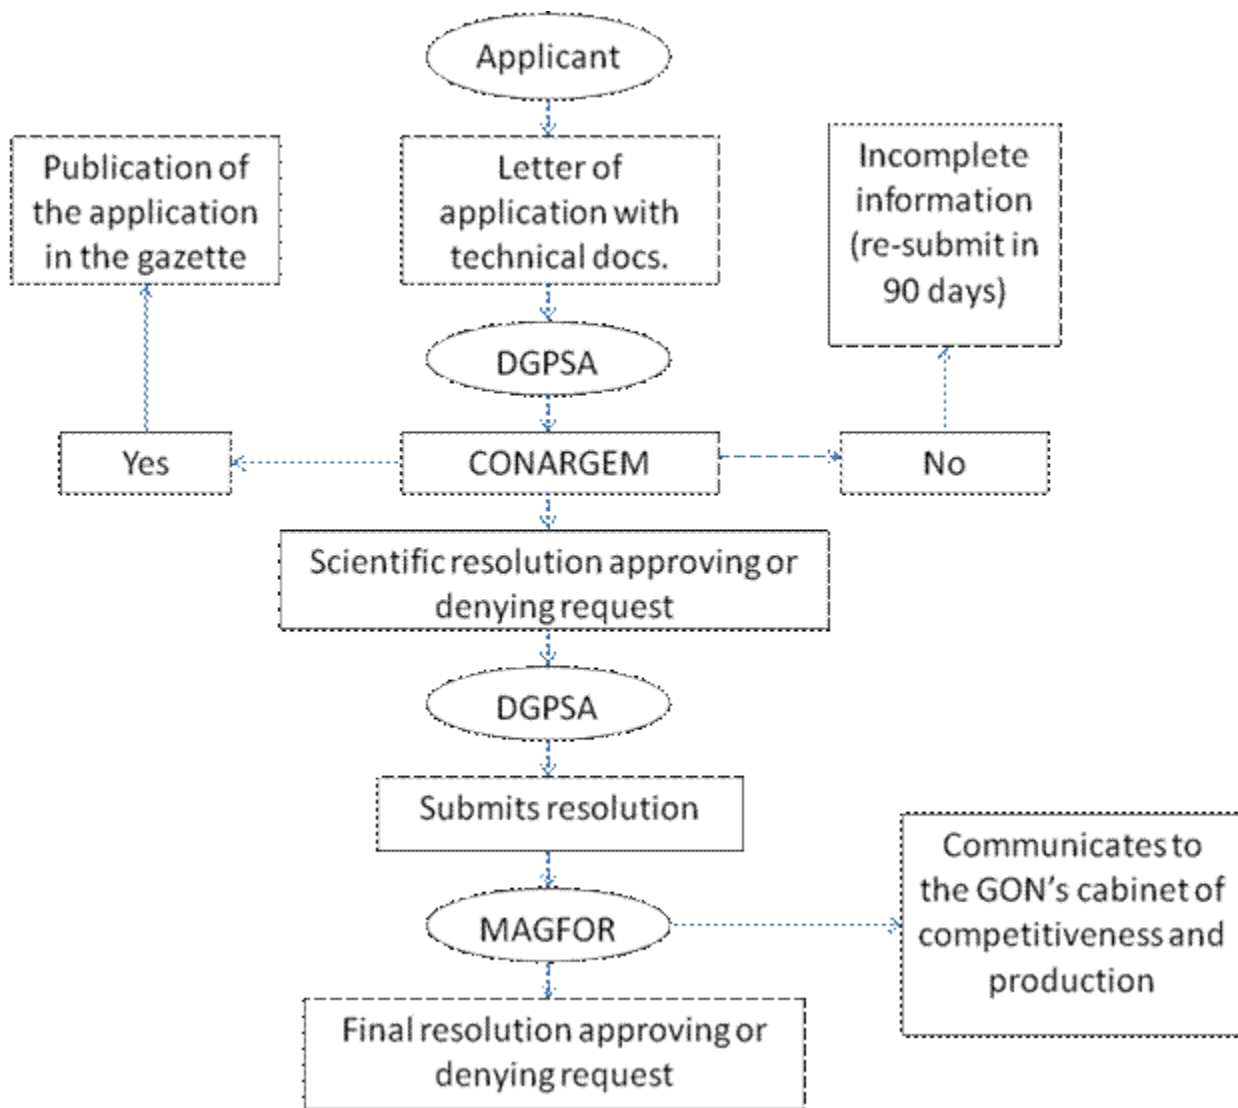 Applicant
Publication of
the application
in the gazette
Letter of
application with
technical docs.
Incomplete
information
(re-submit in
90 days)
DGPSA
Yes
CONARGEM
No
Scientific resolution approving or
denying request
DGPSA
Submits resolution
Communicates to
the GON's cabinet of
competitiveness and
production
MAGFOR
Final resolution approving or
denying request